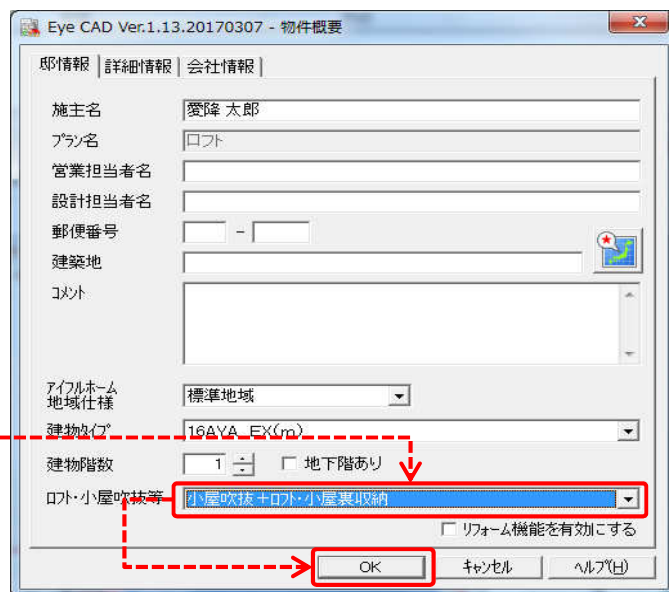 Eye CAD Ver.1.13.20170307 - 物件概要
邸情報 詳細情報 会社情報
施主名 愛隆 太郎
プラン名 ロフト
営業担当者名
設計担当者名
郵便番号 -
建築地
コメント
アイフルホーム
地域仕様 標準地域
建物タイプ 16AYA_EX(m)
建物階数 1 地下階あり
ロフト・小屋吹抜等 小屋吹抜+ロフト・小屋裏収納
リフォーム機能を有効にする
OK キャンセル ヘルプ(H)